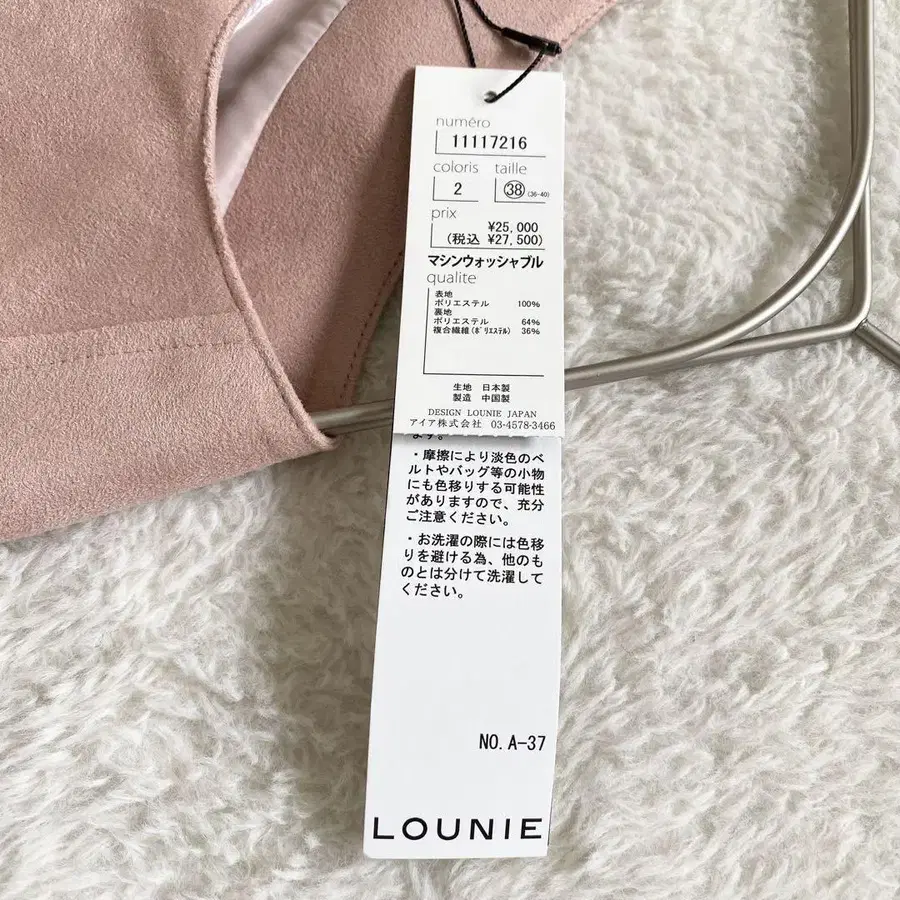 numéro
11117216
coloris taille
2 38 (36-40)
prix
¥25,000
(税込 ¥27,500)
マシンウォッシャブル
qualite
表地
ポリエステル 100%
裏地
ポリエステル 64%
複合繊維(ﾎﾟﾘｴｽﾃﾙ) 36%
生地 日本製
製造 中国製
DESIGN LOUNIE JAPAN
アイア株式会社 03-4578-3466
ます。
・摩擦により淡色のベ
ルトやバッグ等の小物
にも色移りする可能性
がありますので、充分
ご注意ください。
・お洗濯の際には色移
りを避ける為、他のも
のとは分けて洗濯して
ください。
NO. A-37
LOUNIE